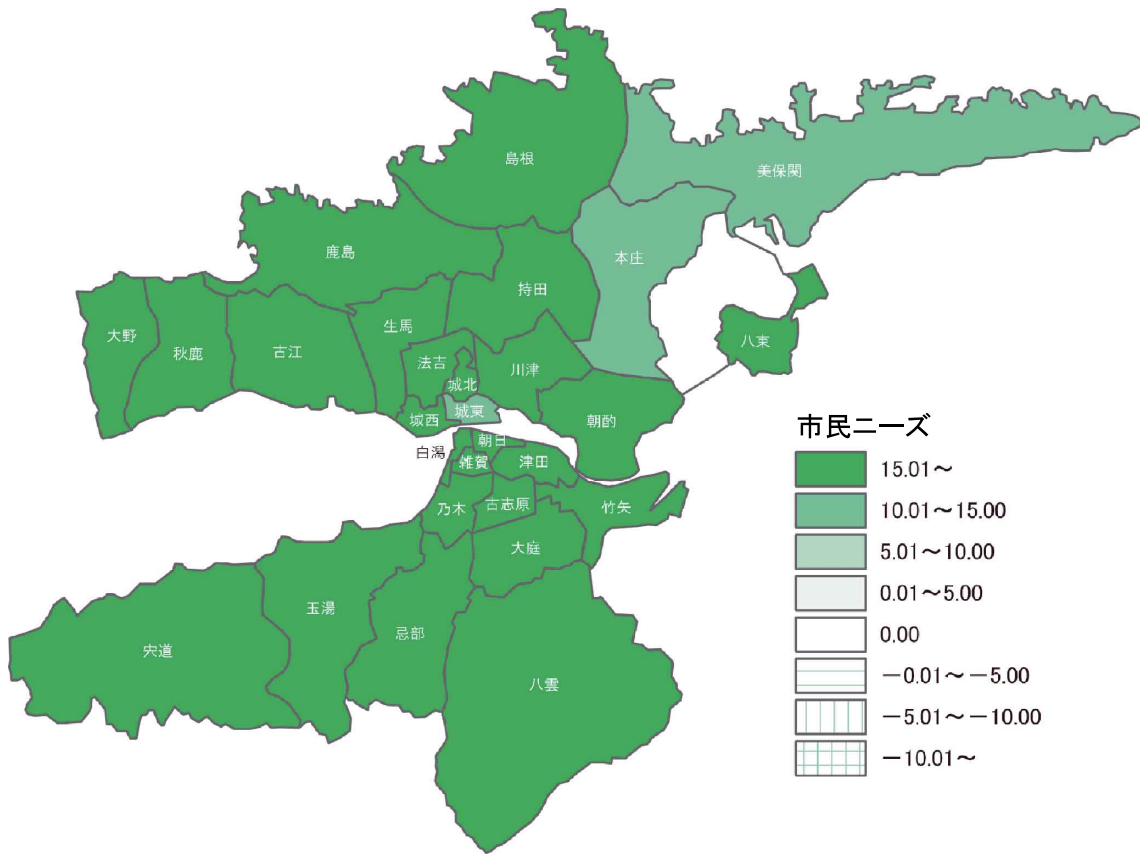 島根
美保関
鹿島
本庄
持田
大野
秋鹿
古江
生馬
八束
法吉
川津
城北
城西
城東
朝酌
白潟
朝日
雑賀
津田
乃木
古志原
竹矢
大庭
玉湯
忌部
宍道
八雲
市民ニーズ
15.01～
10.01～15.00
5.01～10.00
0.01～5.00
0.00
－0.01～－5.00
－5.01～－10.00
－10.01～